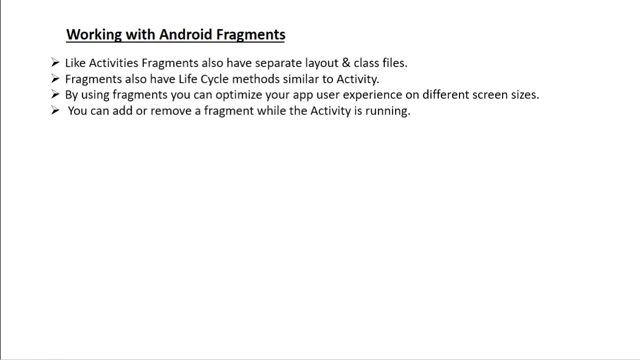 Working with Android Fragments
➢ Like Activities Fragments also have separate layout & class files.
➢ Fragments also have Life Cycle methods similar to Activity.
➢ By using fragments you can optimize your app user experience on different screen sizes.
➢ You can add or remove a fragment while the Activity is running.